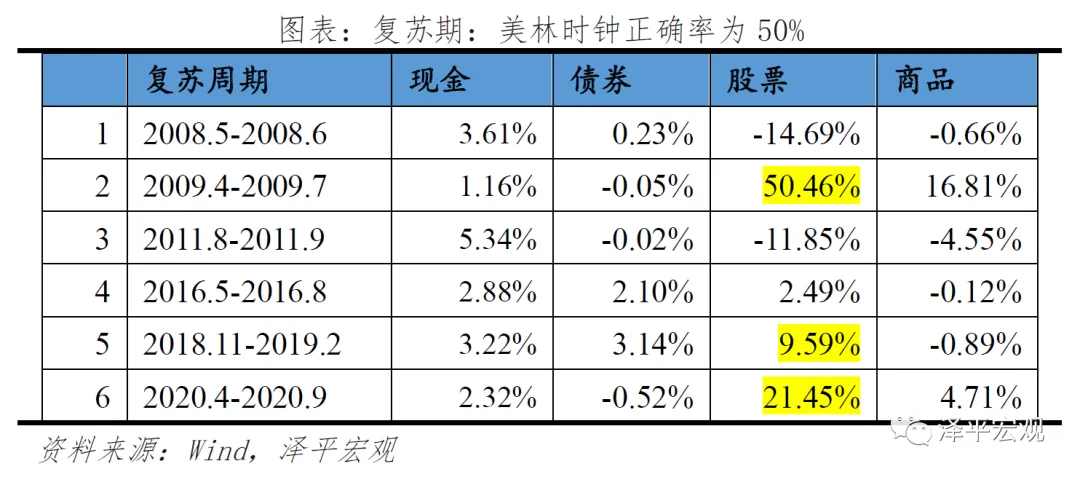 图表：复苏期：美林时钟正确率为 50%
复苏周期 现金 债券 股票 商品
1 2008.5-2008.6 3.61% 0.23% -14.69% -0.66%
2 2009.4-2009.7 1.16% -0.05% 50.46% 16.81%
3 2011.8-2011.9 5.34% -0.02% -11.85% -4.55%
4 2016.5-2016.8 2.88% 2.10% 2.49% -0.12%
5 2018.11-2019.2 3.22% 3.14% 9.59% -0.89%
6 2020.4-2020.9 2.32% -0.52% 21.45% 4.71%
泽平宏观
资料来源：Wind，泽平宏观